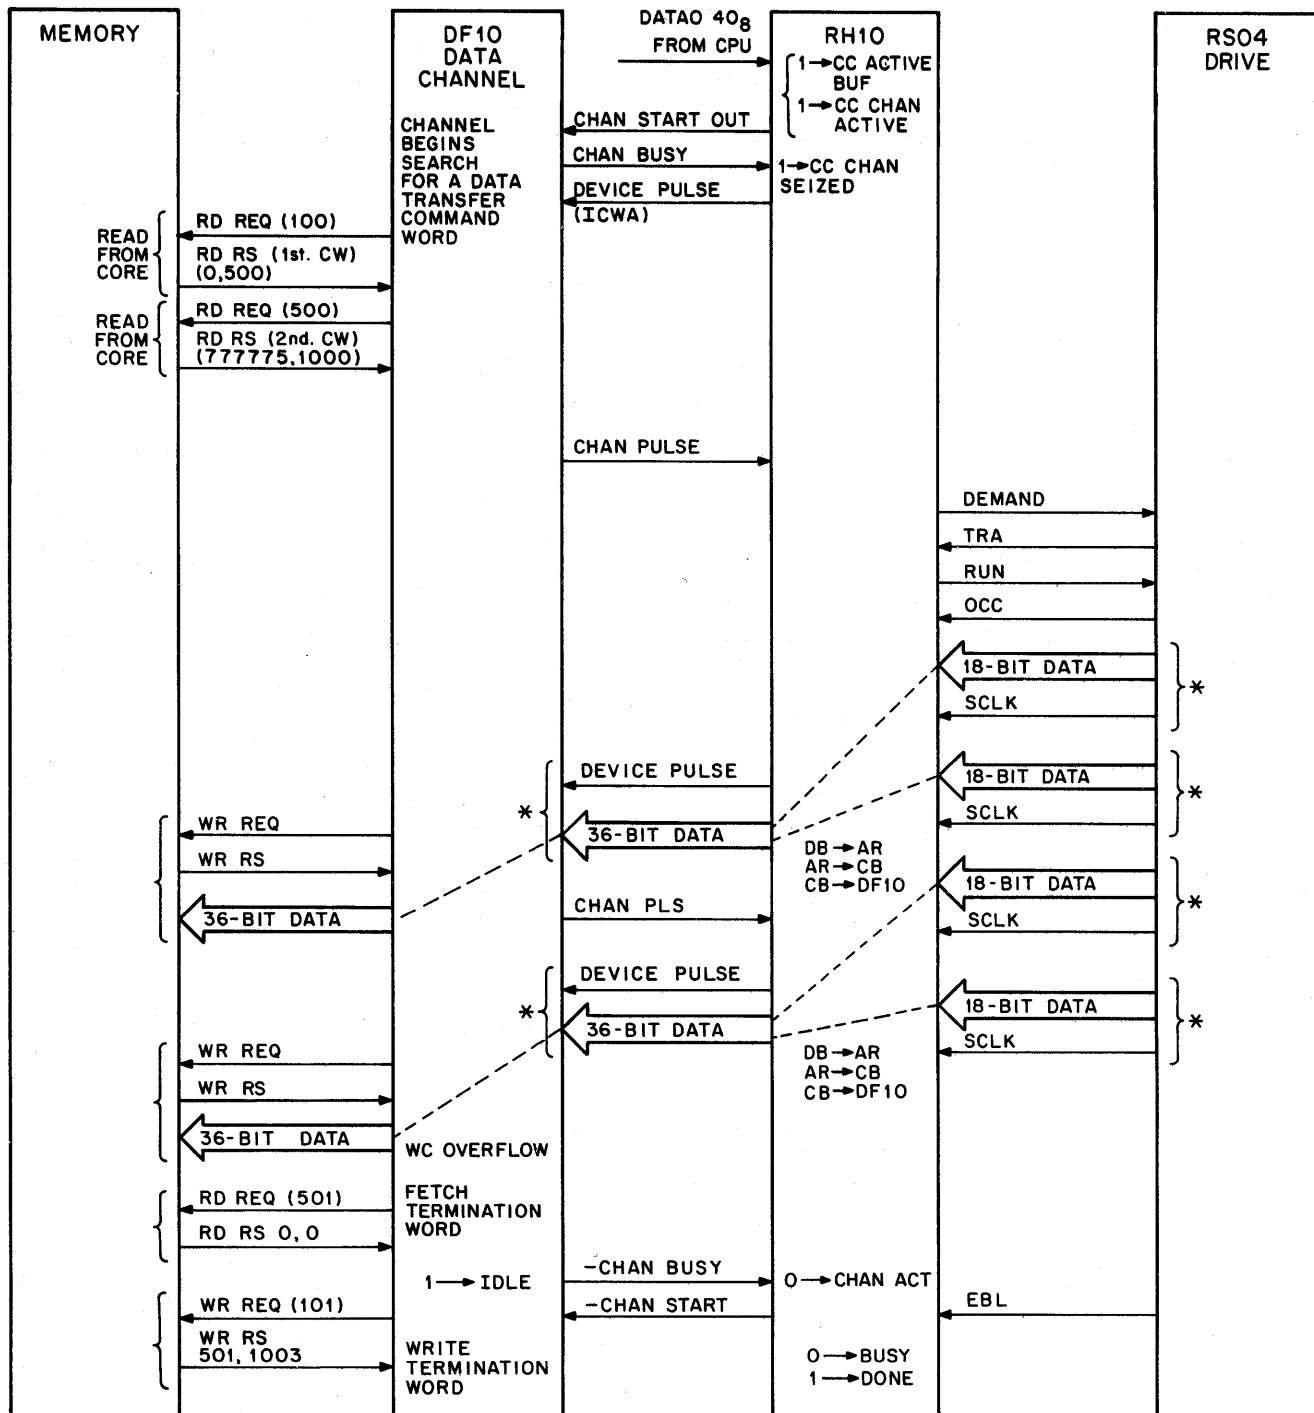 MEMORY
DF10
DATA
CHANNEL
DATAO 40₈
FROM CPU
RH10
RS04
DRIVE
1→CC ACTIVE
BUF
1→CC CHAN
ACTIVE
CHANNEL
BEGINS
SEARCH
FOR A DATA
TRANSFER
COMMAND
WORD
CHAN START OUT
CHAN BUSY
1→CC CHAN
SEIZED
DEVICE PULSE
(ICWA)
READ
FROM
CORE
RD REQ (100)
RD RS (1st. CW)
(0,500)
READ
FROM
CORE
RD REQ (500)
RD RS (2nd. CW)
(777775,1000)
CHAN PULSE
DEMAND
TRA
RUN
OCC
18-BIT DATA
*
SCLK
DEVICE PULSE
18-BIT DATA
*
SCLK
*
36-BIT DATA
WR REQ
WR RS
DB→AR
AR→CB
CB→DF10
18-BIT DATA
*
SCLK
36-BIT DATA
CHAN PLS
DEVICE PULSE
18-BIT DATA
*
SCLK
*
36-BIT DATA
WR REQ
WR RS
DB→AR
AR→CB
CB→DF10
36-BIT DATA
WC OVERFLOW
RD REQ (501)
RD RS 0,0
FETCH
TERMINATION
WORD
1→IDLE
-CHAN BUSY
0→CHAN ACT
WR REQ (101)
WR RS
501,1003
-CHAN START
EBL
WRITE
TERMINATION
WORD
0→BUSY
1→DONE